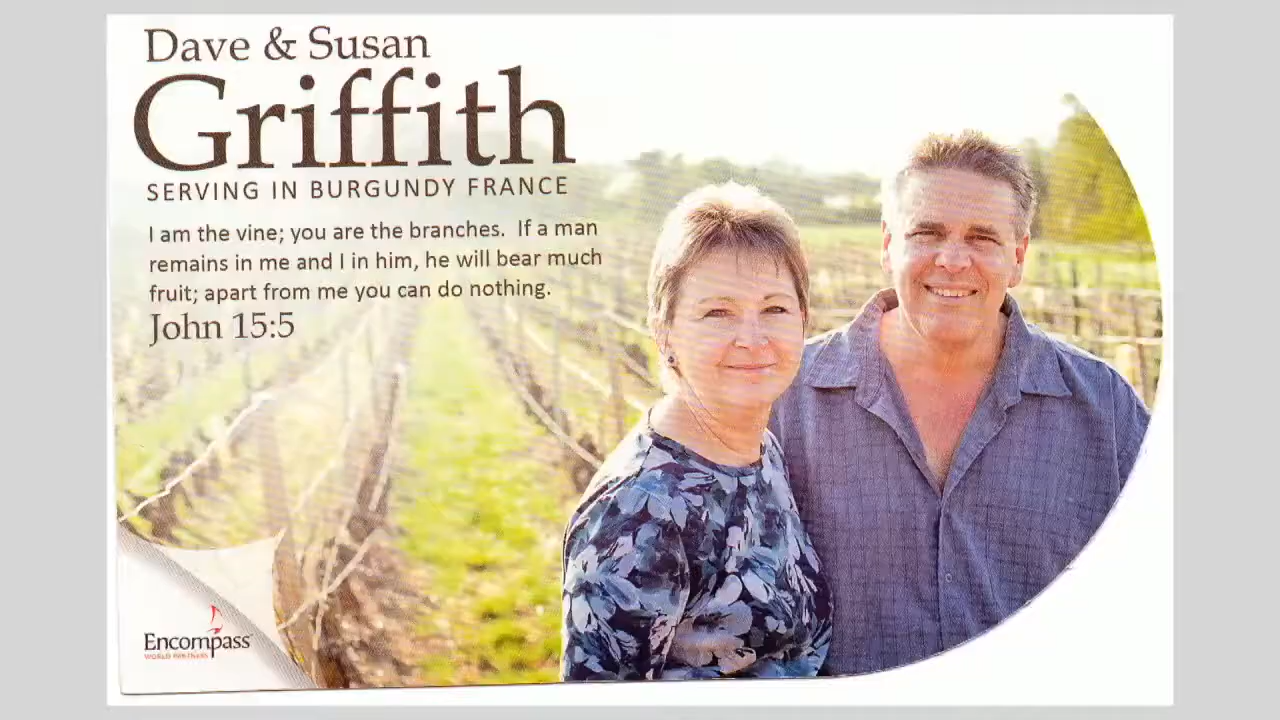 Dave & Susan
Griffith
SERVING IN BURGUNDY FRANCE
I am the vine; you are the branches.  If a man
remains in me and I in him, he will bear much
fruit; apart from me you can do nothing.
John 15:5
Encompass
WORLD PARTNERS